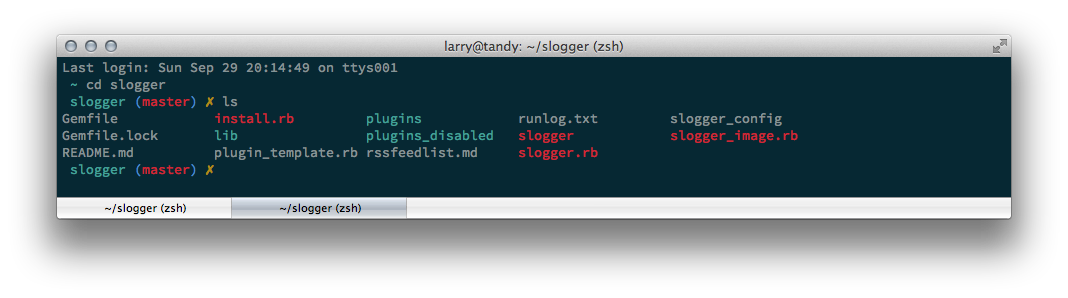 larry@tandy: ~/slogger (zsh)
Last login: Sun Sep 29 20:14:49 on ttys001
~ cd slogger
slogger (master) ✗ ls
Gemfile install.rb plugins runlog.txt slogger_config
Gemfile.lock lib plugins_disabled slogger slogger_image.rb
README.md plugin_template.rb rssfeedlist.md slogger.rb
slogger (master) ✗
~/slogger (zsh) ~/slogger (zsh)